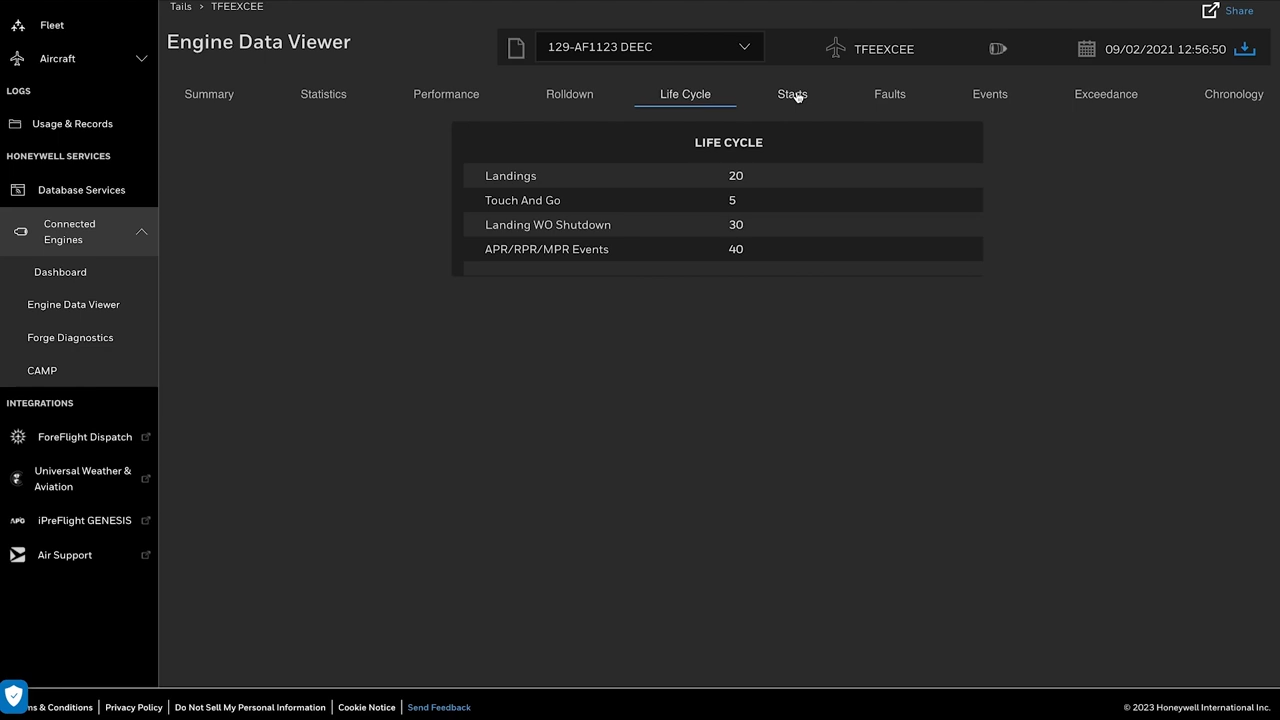 Tails > TFEEXCEE
Share
Engine Data Viewer
129-AF1123 DEEC
TFEEXCEE
09/02/2021 12:56:50
Summary
Statistics
Performance
Rolldown
Life Cycle
Starts
Faults
Events
Exceedance
Chronology
LIFE CYCLE
Landings 20
Touch And Go 5
Landing WO Shutdown 30
APR/RPR/MPR Events 40
Fleet
Aircraft
LOGS
Usage & Records
HONEYWELL SERVICES
Database Services
Connected
Engines
Dashboard
Engine Data Viewer
Forge Diagnostics
CAMP
INTEGRATIONS
ForeFlight Dispatch
Universal Weather &
Aviation
APG iPreFlight GENESIS
Air Support
ms & Conditions
Privacy Policy
Do Not Sell My Personal Information
Cookie Notice
Send Feedback
© 2023 Honeywell International Inc.